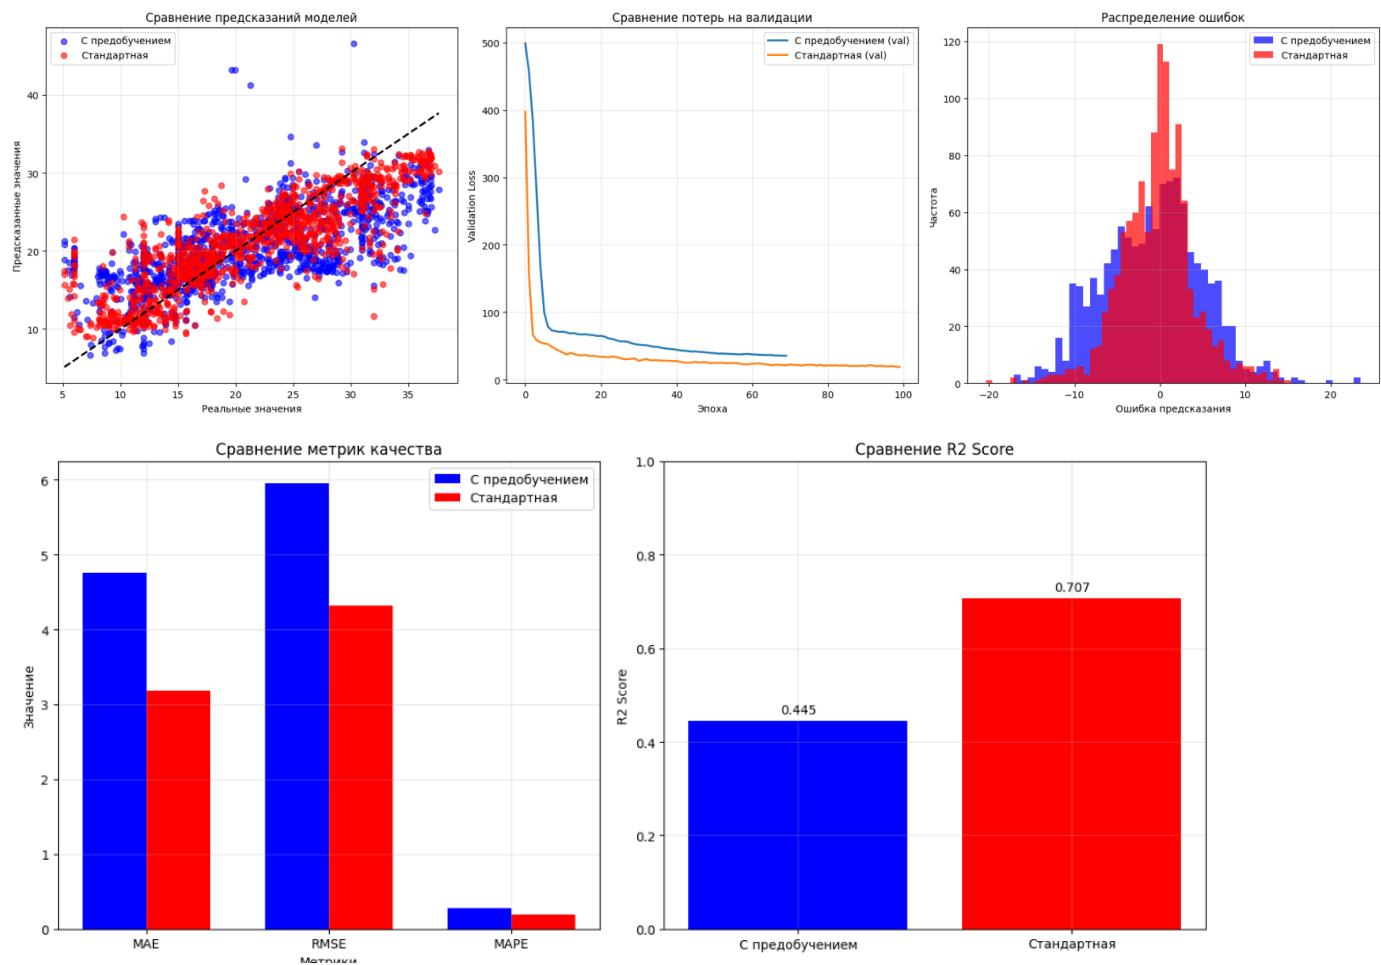 Сравнение предсказаний моделей
С предобучением
Стандартная
40
30
20
10
5
10
15
20
25
30
35
Предсказанные значения
Реальные значения
Сравнение потерь на валидации
С предобучением (val)
Стандартная (val)
500
400
300
200
100
0
0
20
40
60
80
100
Validation Loss
Эпоха
Распределение ошибок
С предобучением
Стандартная
120
100
80
60
40
20
0
−20
−10
0
10
20
Частота
Ошибка предсказания
Сравнение метрик качества
С предобучением
Стандартная
6
5
4
3
2
1
0
MAE
RMSE
MAPE
Значение
Метрики
Сравнение R2 Score
1.0
0.8
0.6
0.4
0.2
0.0
0.445
0.707
С предобучением
Стандартная
R2 Score